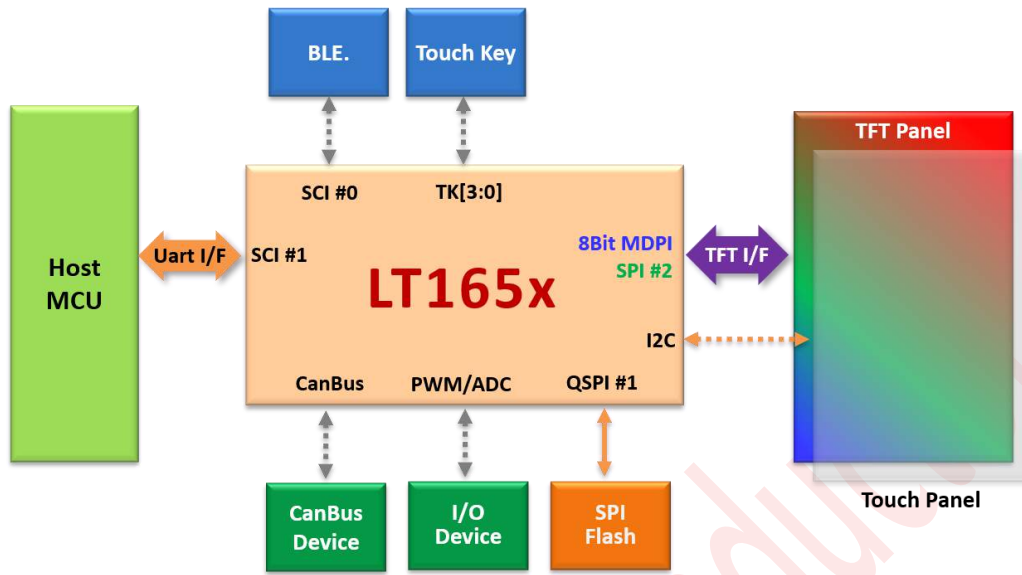 BLE.
Touch Key
TFT Panel
SCI #0
TK[3:0]
Host
MCU
Uart I/F
SCI #1
8Bit MDPI
SPI #2
TFT I/F
LT165x
I2C
CanBus
PWM/ADC
QSPI #1
Touch Panel
CanBus
Device
I/O
Device
SPI
Flash